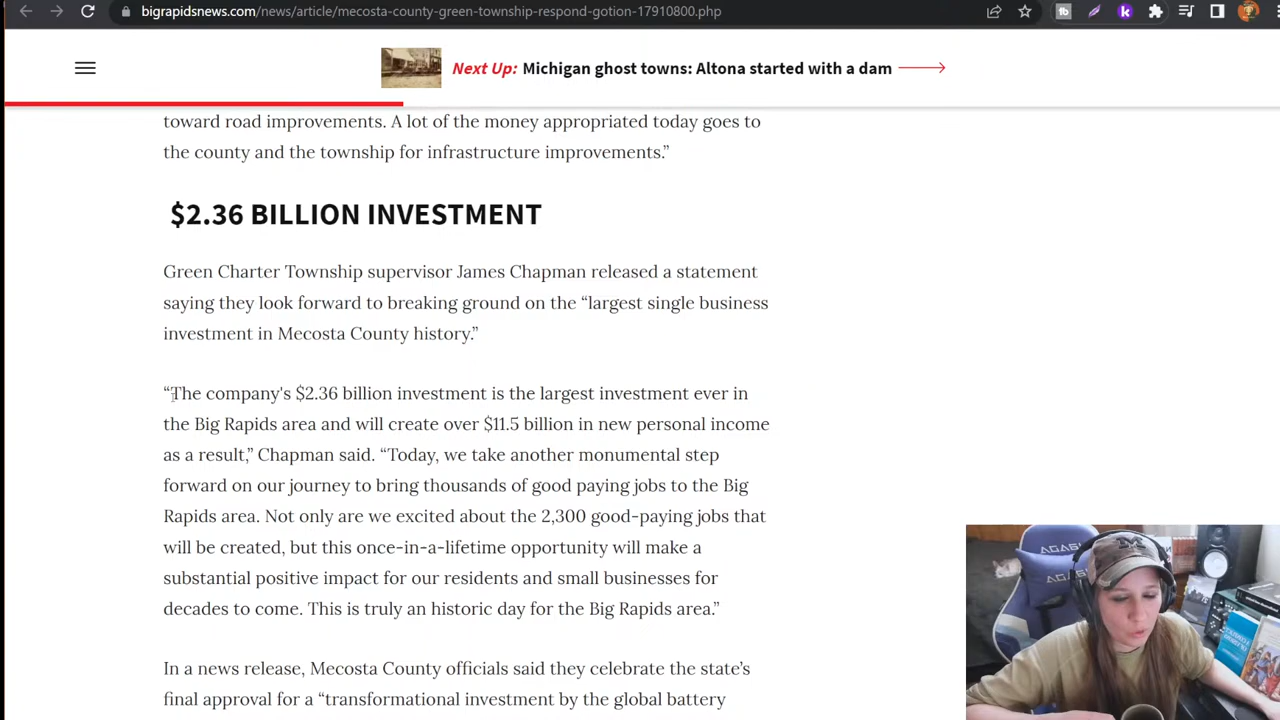 bigrapidsnews.com/news/article/mecosta-county-green-township-respond-gotion-17910800.php
Next Up: Michigan ghost towns: Altona started with a dam
toward road improvements. A lot of the money appropriated today goes to
the county and the township for infrastructure improvements.”
$2.36 BILLION INVESTMENT
Green Charter Township supervisor James Chapman released a statement
saying they look forward to breaking ground on the “largest single business
investment in Mecosta County history.”
“The company's $2.36 billion investment is the largest investment ever in
the Big Rapids area and will create over $11.5 billion in new personal income
as a result,” Chapman said. “Today, we take another monumental step
forward on our journey to bring thousands of good paying jobs to the Big
Rapids area. Not only are we excited about the 2,300 good-paying jobs that
will be created, but this once-in-a-lifetime opportunity will make a
substantial positive impact for our residents and small businesses for
decades to come. This is truly an historic day for the Big Rapids area.”
In a news release, Mecosta County officials said they celebrate the state’s
final approval for a “transformational investment by the global battery